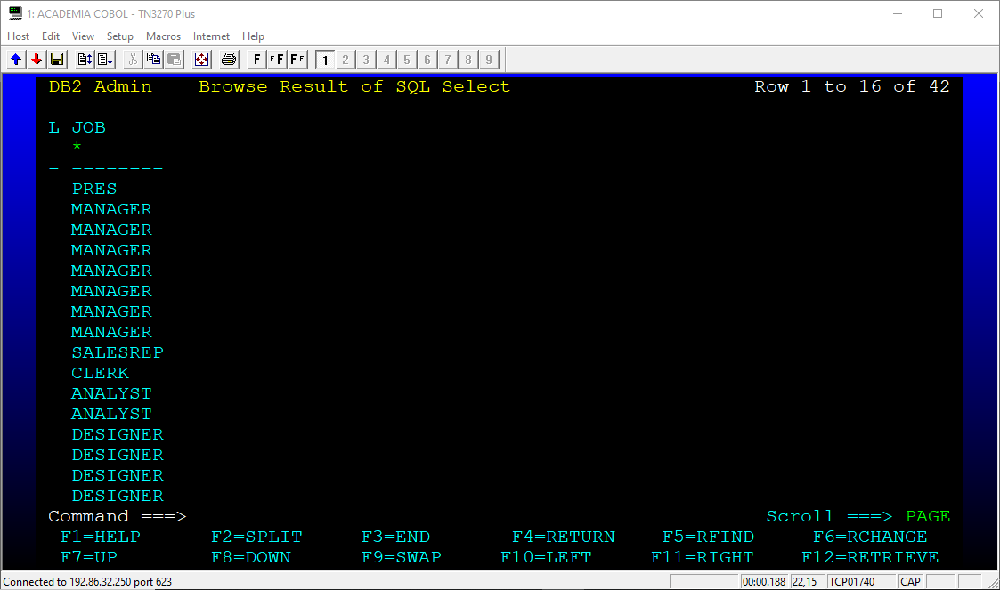 1: ACADEMIA COBOL - TN3270 Plus
Host Edit View Setup Macros Internet Help
F F F F F 1 2 3 4 5 6 7 8 9
DB2 Admin Browse Result of SQL Select Row 1 to 16 of 42
L JOB
*
- --------
PRES
MANAGER
MANAGER
MANAGER
MANAGER
MANAGER
MANAGER
MANAGER
SALESREP
CLERK
ANALYST
ANALYST
DESIGNER
DESIGNER
DESIGNER
DESIGNER
Command ===> Scroll ===> PAGE
F1=HELP F2=SPLIT F3=END F4=RETURN F5=RFIND F6=RCHANGE
F7=UP F8=DOWN F9=SWAP F10=LEFT F11=RIGHT F12=RETRIEVE
Connected to 192.86.32.250 port 623 00:00.188 22,15 TCP01740 CAP